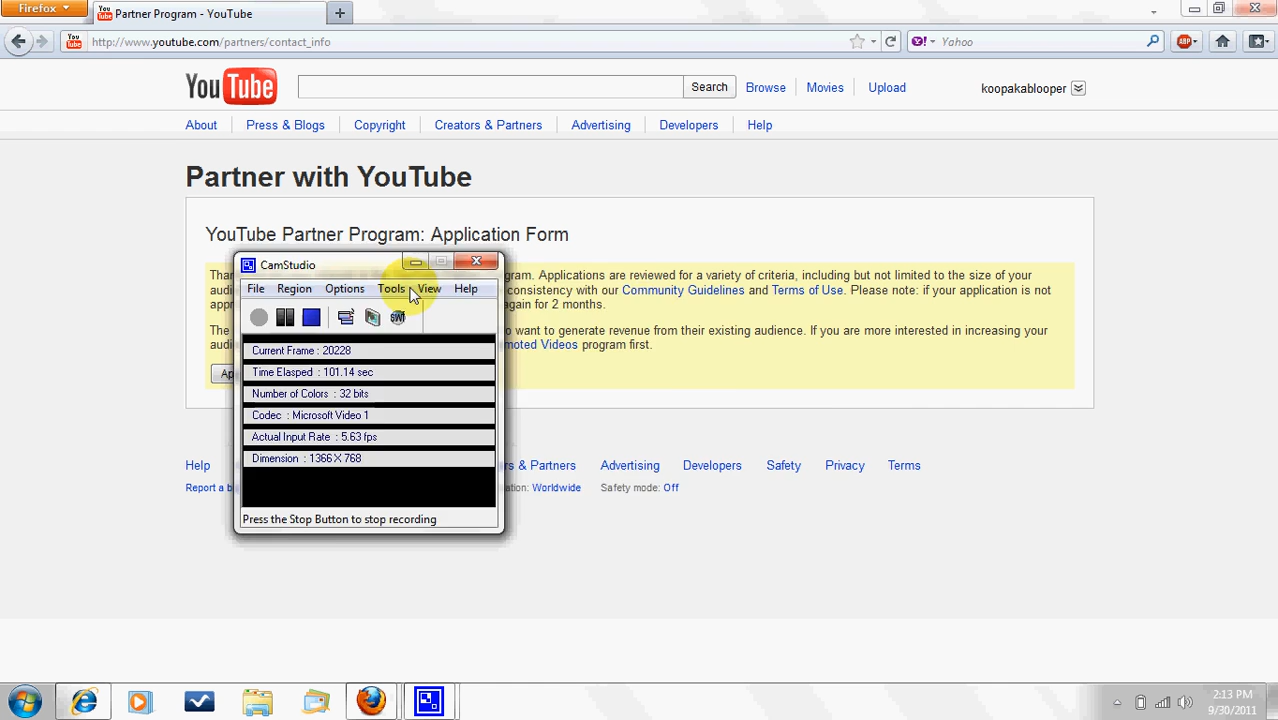 Firefox
Partner Program - YouTube
http://www.youtube.com/partners/contact_info
Yahoo
ABP
YouTube
Search
Browse
Movies
Upload
koopakablooper
About
Press & Blogs
Copyright
Creators & Partners
Advertising
Developers
Help
Partner with YouTube
YouTube Partner Program: Application Form
CamStudio
File Region Options Tools View Help
Current Frame : 20228
Time Elasped : 101.14 sec
Number of Colors : 32 bits
Codec : Microsoft Video 1
Actual Input Rate : 5.63 fps
Dimension : 1366 X 768
Press the Stop Button to stop recording
Applications are reviewed for a variety of criteria, including but not limited to the size of your
consistency with our Community Guidelines and Terms of Use. Please note: if your application is not
again for 2 months.
The
want to generate revenue from their existing audience. If you are more interested in increasing your
Videos program first.
Help
& Partners
Advertising
Developers
Safety
Privacy
Terms
Report a
Worldwide
Safety mode: Off
2:13 PM
9/30/2011